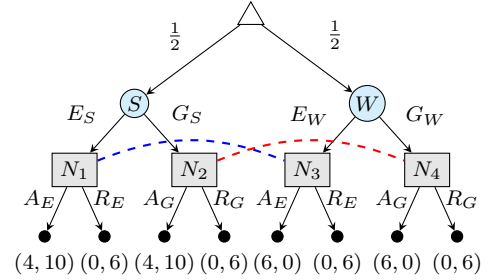 1/2 1/2
S W
E_S G_S E_W G_W
N_1 N_2 N_3 N_4
A_E R_E A_G R_G A_E R_E A_G R_G
(4, 10) (0, 6) (4, 10) (0, 6) (6, 0) (0, 6) (6, 0) (0, 6)